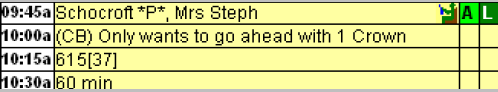 09:45a Schocroft *P*, Mrs Steph A L
10:00a (CB) Only wants to go ahead with 1 Crown
10:15a 615[37]
10:30a 60 min